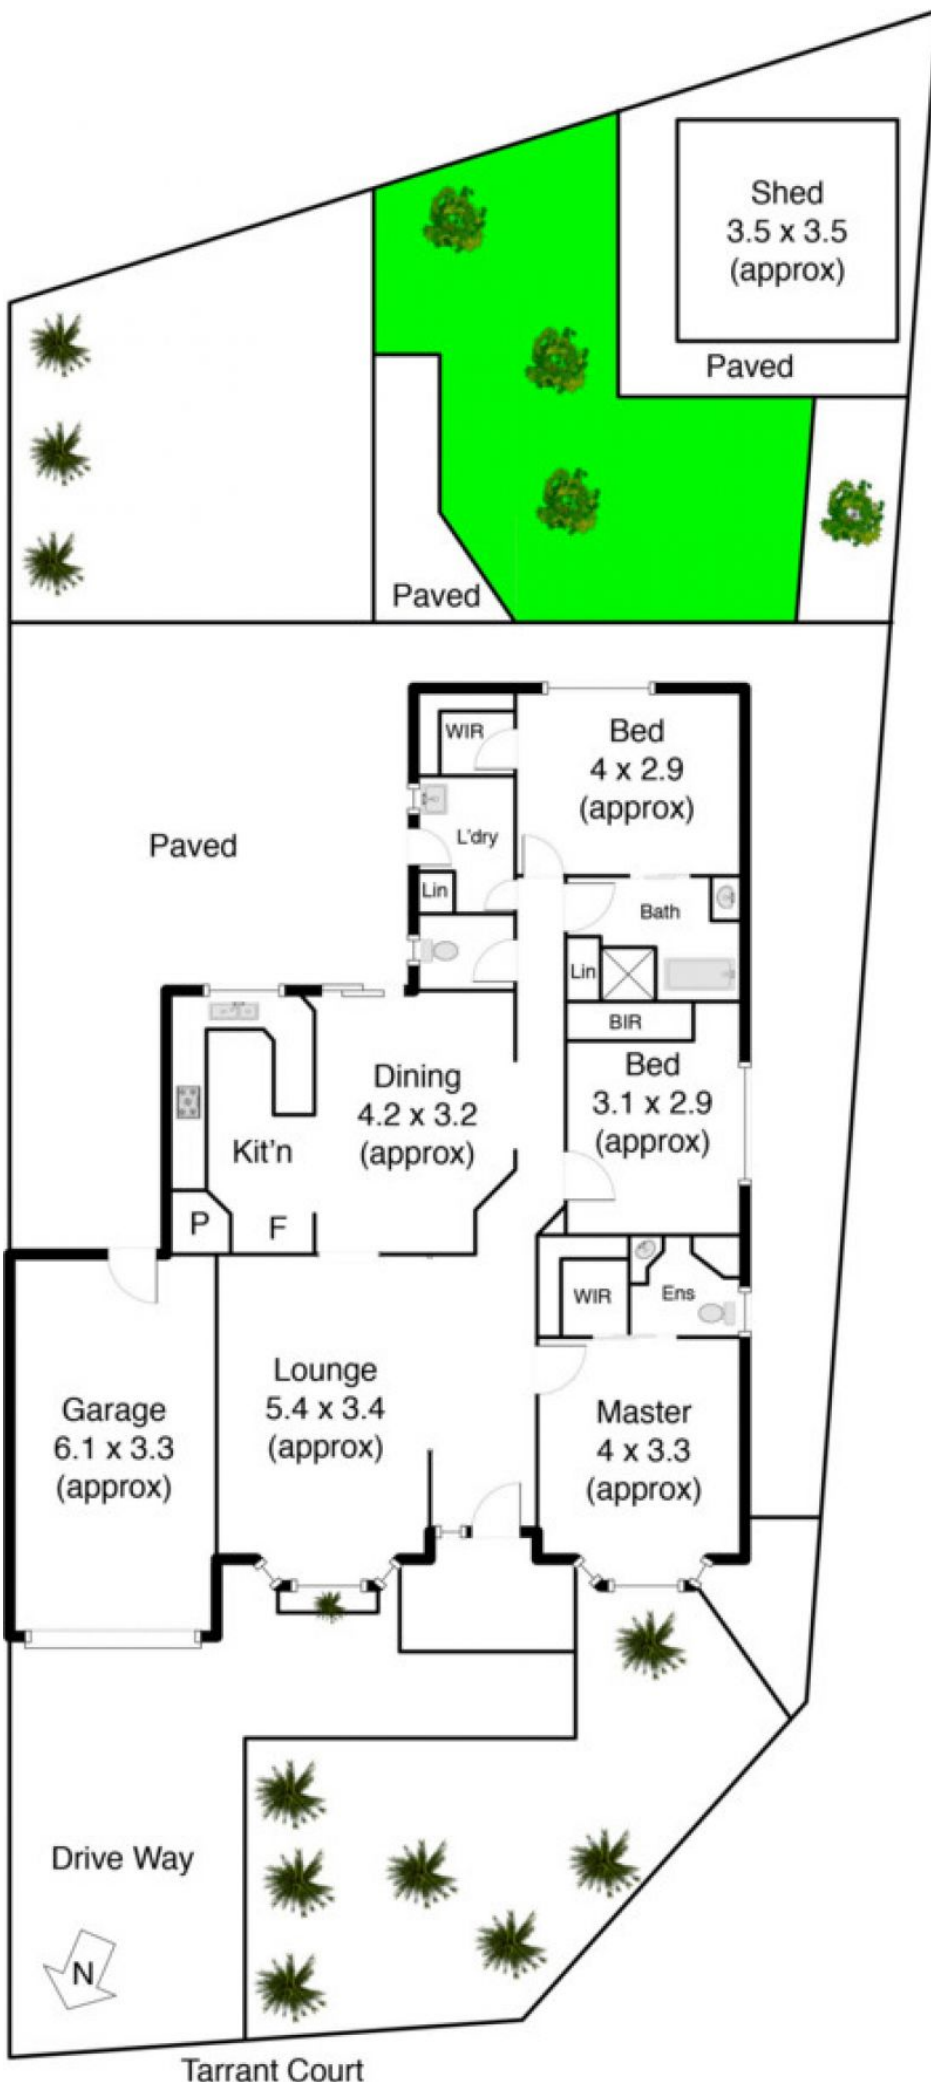 Shed
3.5 x 3.5
(approx)
Paved
Paved
WIR
Bed
4 x 2.9
(approx)
L'dry
Paved
Lin
Bath
Lin
BIR
Bed
3.1 x 2.9
(approx)
Dining
4.2 x 3.2
(approx)
Kit'n
P
F
WIR
Ens
Lounge
5.4 x 3.4
(approx)
Garage
6.1 x 3.3
(approx)
Master
4 x 3.3
(approx)
Drive Way
N
Tarrant Court